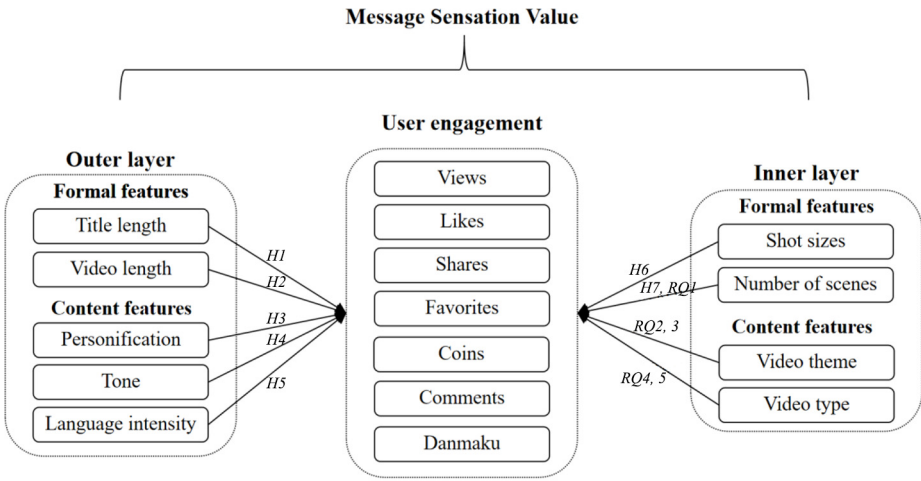 Message Sensation Value
User engagement
Outer layer
Formal features
Title length
Video length
Content features
Personification
Tone
Language intensity
H1
H2
H3
H4
H5
Views
Likes
Shares
Favorites
Coins
Comments
Danmaku
H6
H7, RQ1
RQ2, 3
RQ4, 5
Inner layer
Formal features
Shot sizes
Number of scenes
Content features
Video theme
Video type